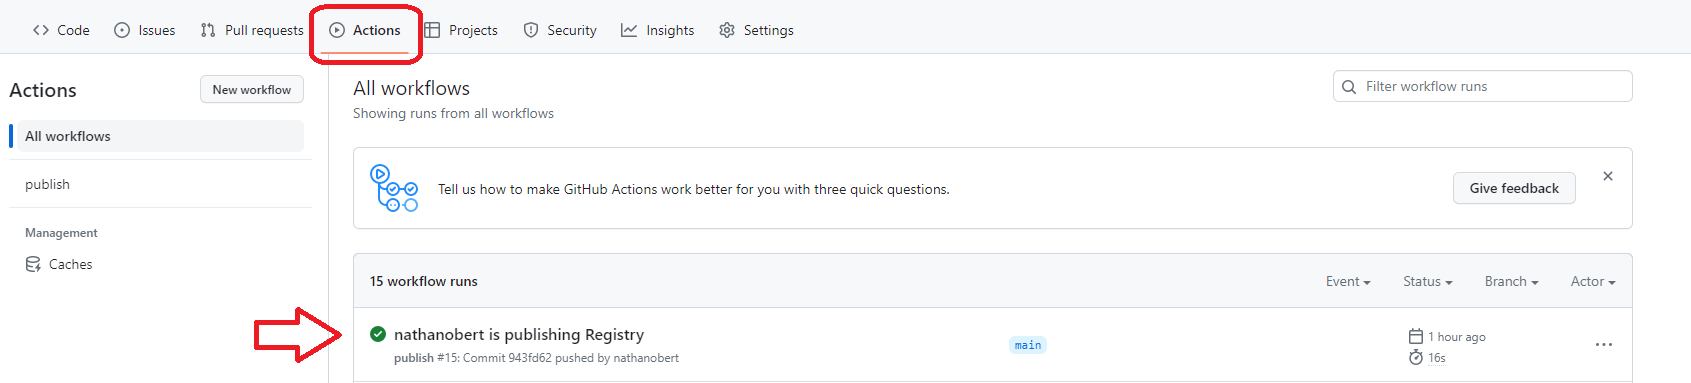 Code Issues Pull requests Actions Projects Security Insights Settings
Actions
New workflow
All workflows
publish
Management
Caches
All workflows
Showing runs from all workflows
Filter workflow runs
Tell us how to make GitHub Actions work better for you with three quick questions.
Give feedback
15 workflow runs
Event Status Branch Actor
nathanobert is publishing Registry
publish #15: Commit 943fd62 pushed by nathanobert
main
1 hour ago
16s